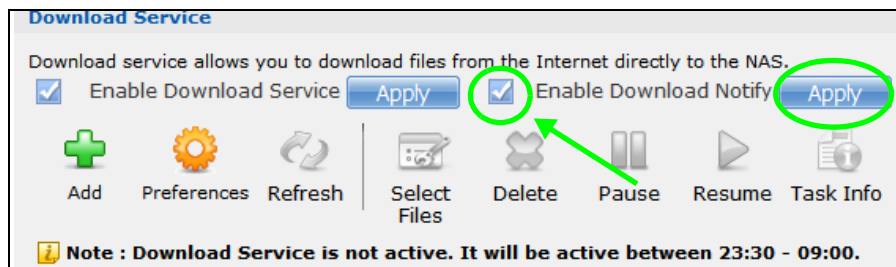 Download Service
Download service allows you to download files from the Internet directly to the NAS.
Enable Download Service Apply Enable Download Notify Apply
Add Preferences Refresh Select Files Delete Pause Resume Task Info
Note : Download Service is not active. It will be active between 23:30 - 09:00.